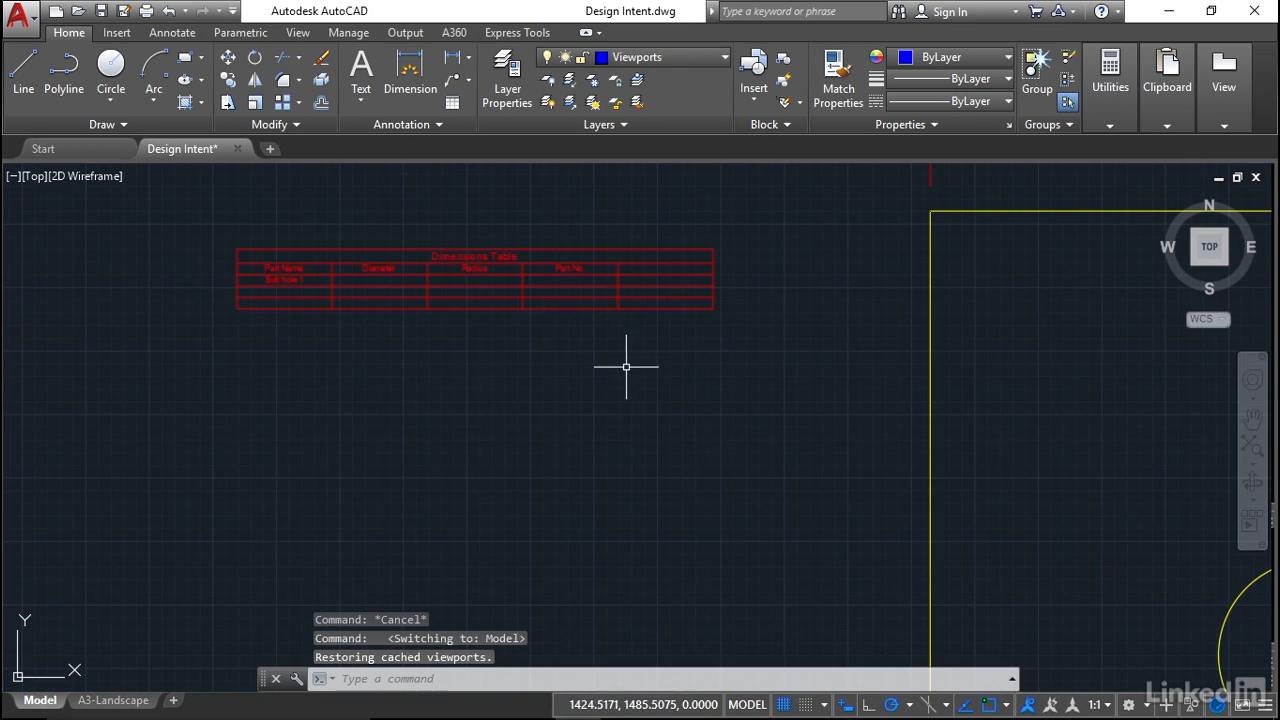 Autodesk AutoCAD
Design Intent.dwg
Type a keyword or phrase
Sign In
Home
Insert
Annotate
Parametric
View
Manage
Output
A360
Express Tools
Line
Polyline
Circle
Arc
Draw
Modify
Text
Dimension
Annotation
Layer
Properties
Viewports
Layers
Insert
Block
Match
Properties
ByLayer
ByLayer
ByLayer
Properties
Group
Groups
Utilities
Clipboard
View
Start
Design Intent*
[−][Top][2D Wireframe]
N
W
TOP
E
S
WCS
Dimensions Table
Part Name
Diameter
Radius
Part No
Sub hole 1
Y
X
Command: *Cancel*
Command:   <Switching to: Model>
Restoring cached viewports.
Type a command
Model
A3-Landscape
1424.5171, 1485.5075, 0.0000
MODEL
1:1
LinkedIn